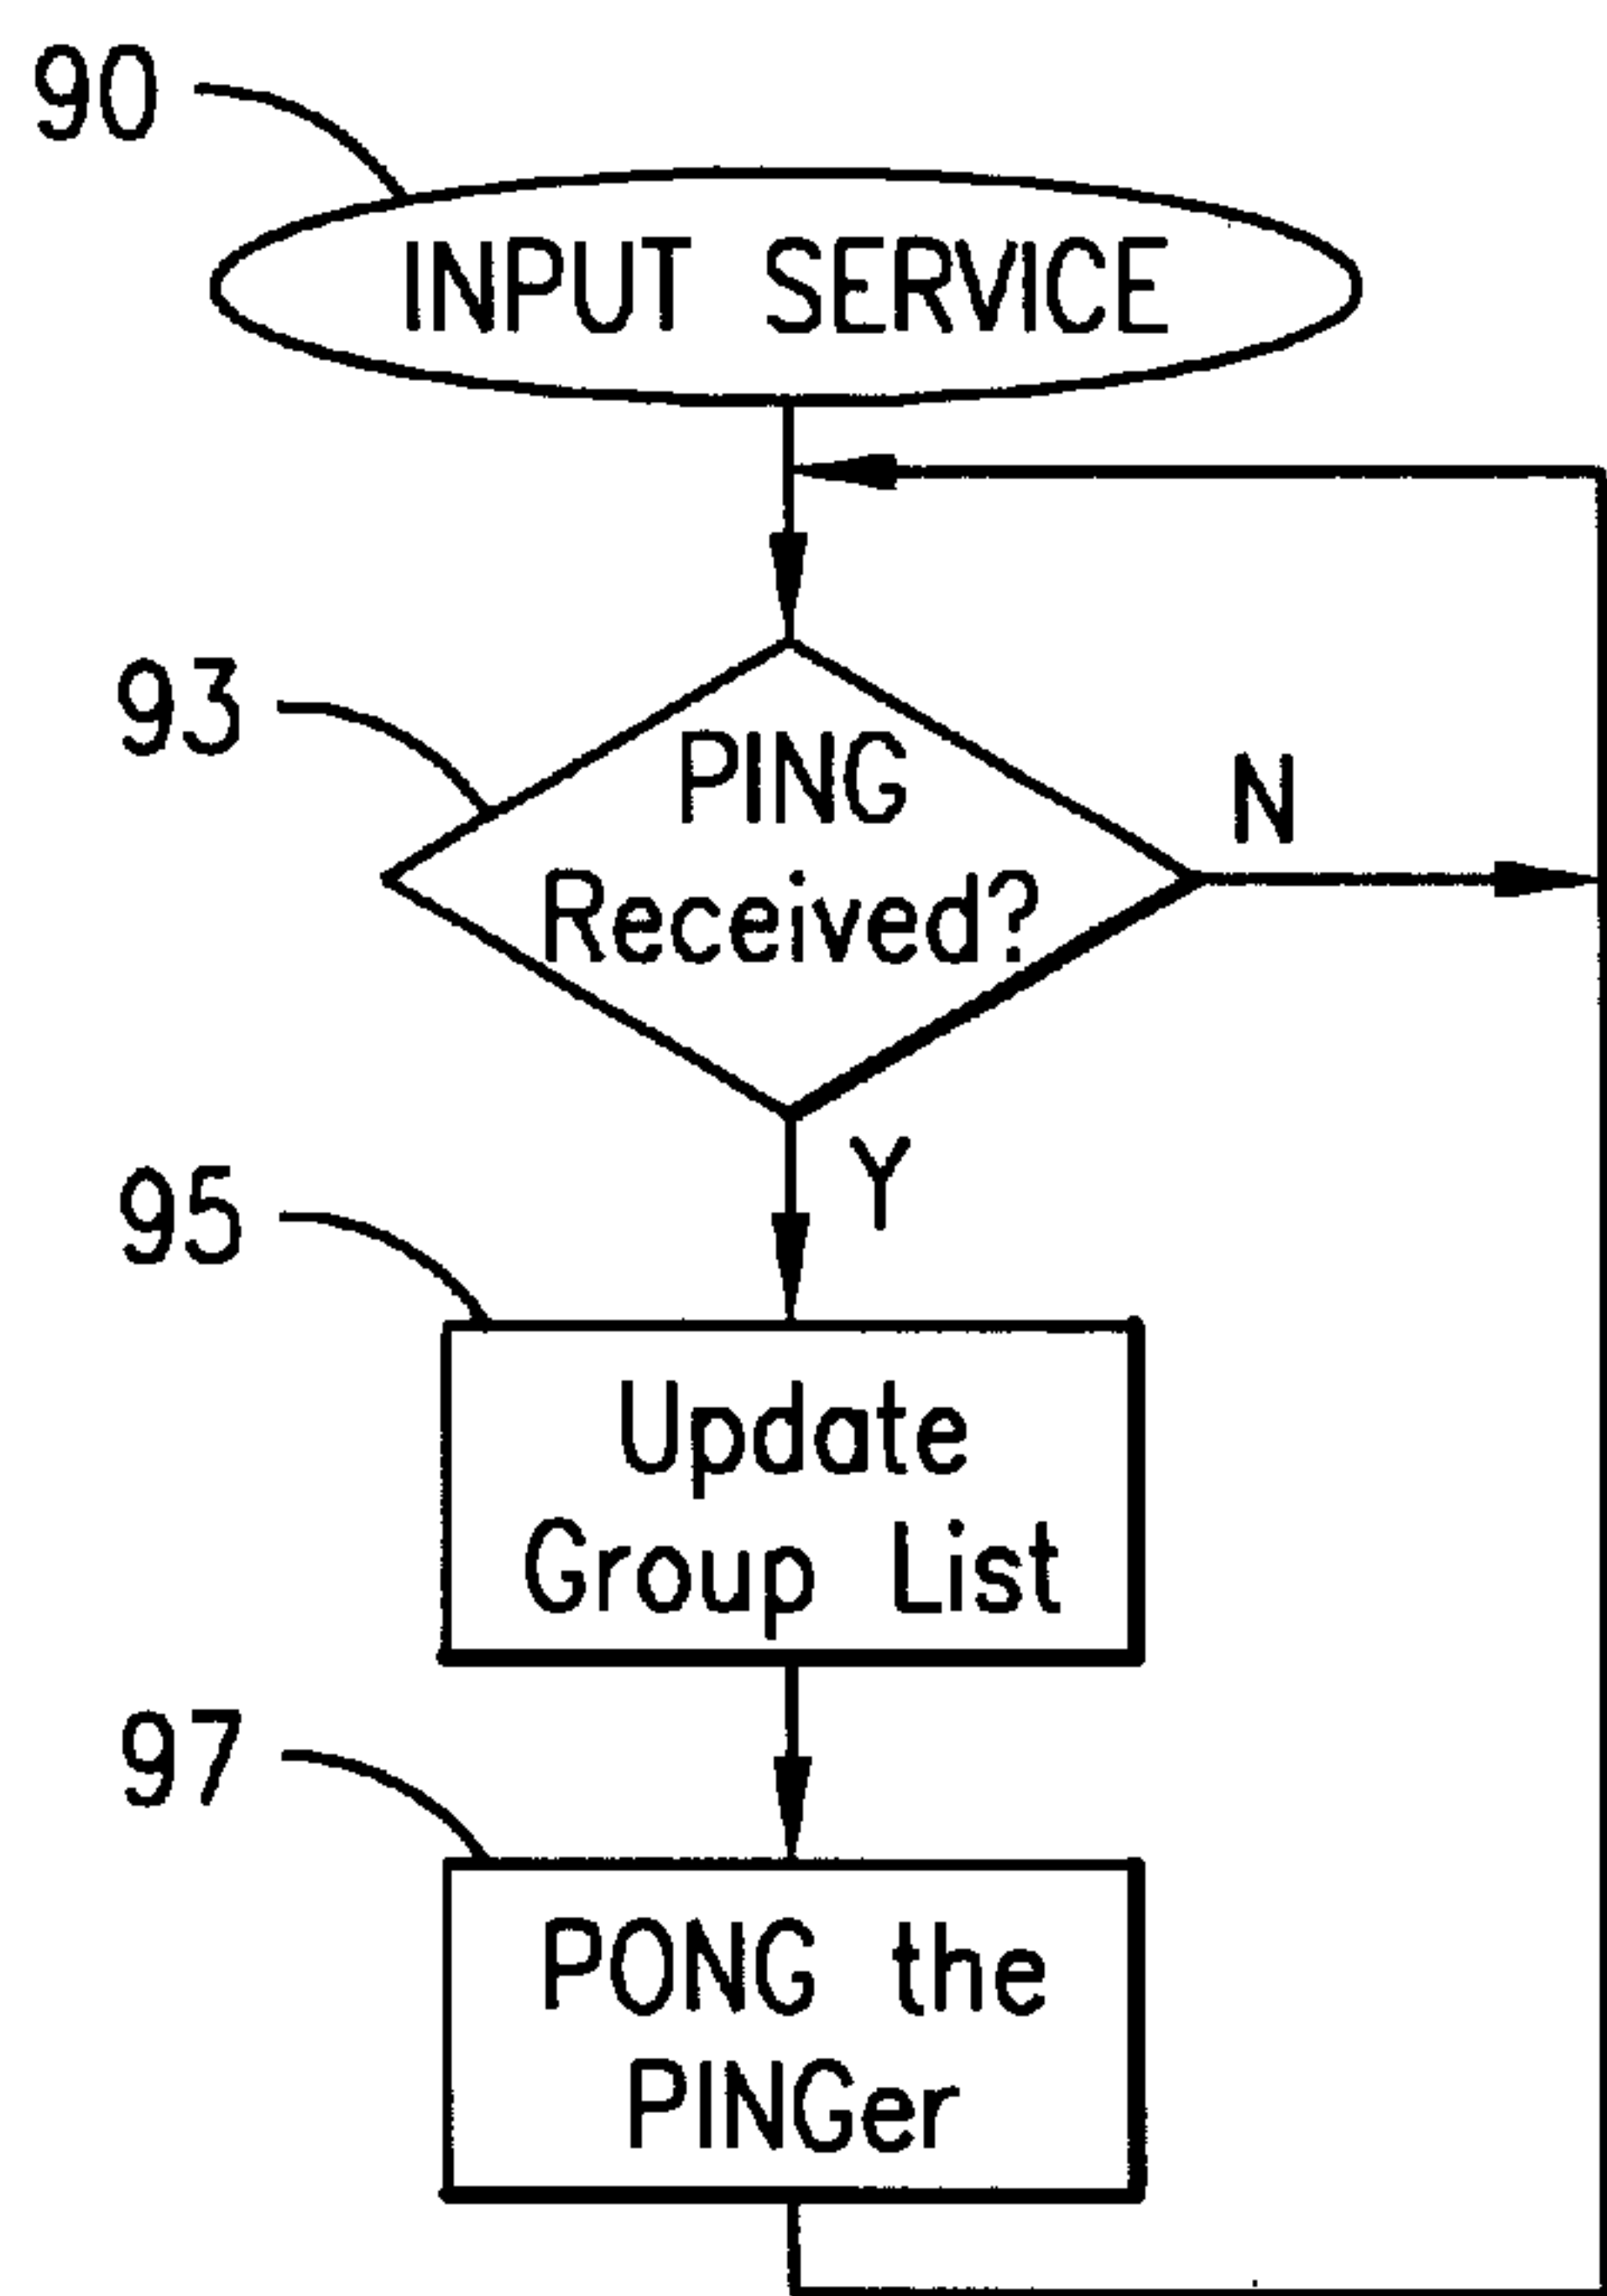 90
INPUT SERVICE
93
PING
Received?
N
Y
95
Update
Group List
97
PONG the
PINGer